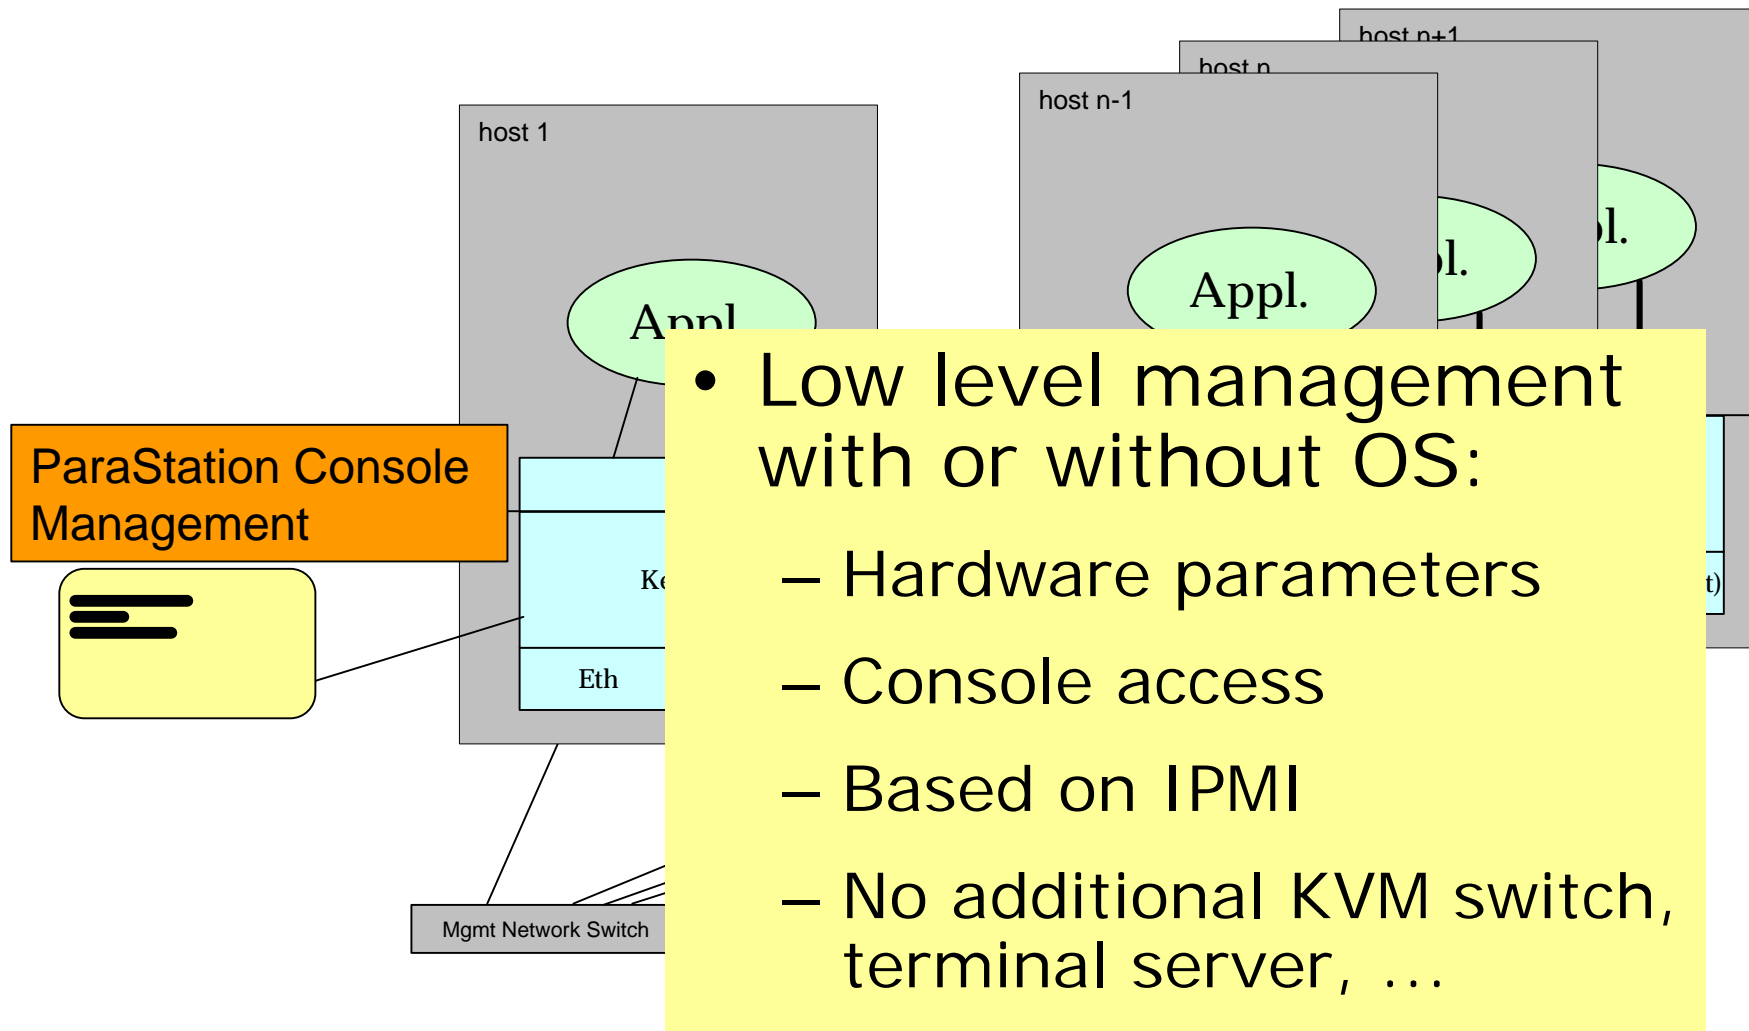 host n+1
host n
host n-1
host 1
Appl.
Appl
• Low level management
with or without OS:
ParaStation Console
Management
– Hardware parameters
Eth
– Console access
– Based on IPMI
– No additional KVM switch,
terminal server, ...
Mgmt Network Switch